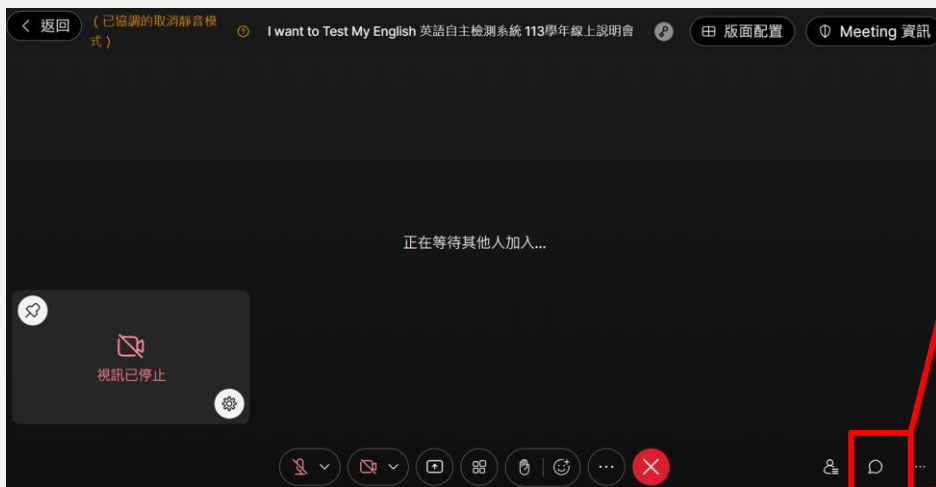 返回
（已協調的取消靜音模
式）
I want to Test My English 英語自主檢測系統 113學年線上說明會
版面配置
Meeting 資訊
正在等待其他人加入...
視訊已停止